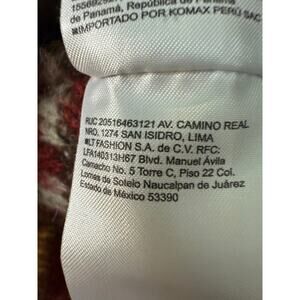 de Panamá, República de Panamá
IMPORTADO POR KOMAX PERÚ SAC
RUC 20516463121 AV. CAMINO REAL
NRO. 1274 SAN ISIDRO, LIMA
MLT FASHION S.A. de C.V. RFC:
LFA140313H67 Blvd. Manuel Ávila
Camacho No. 5 Torre C, Piso 22 Col.
Lomas de Sotelo Naucalpan de Juárez
Estado de México 53390